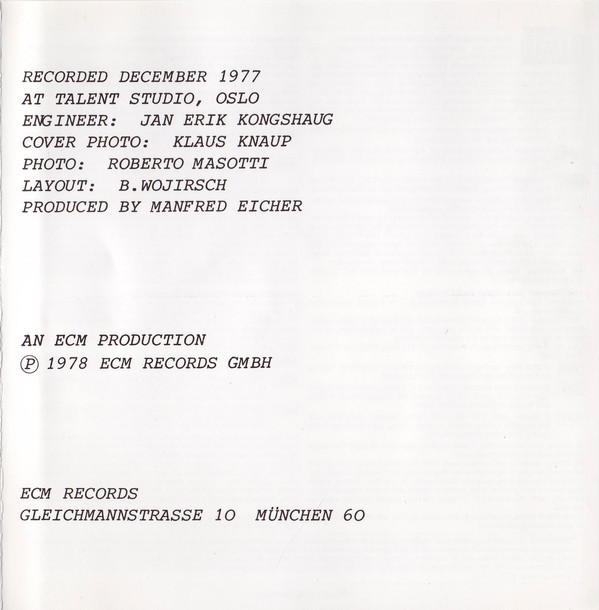 RECORDED DECEMBER 1977
AT TALENT STUDIO, OSLO
ENGINEER: JAN ERIK KONGSHAUG
COVER PHOTO: KLAUS KNAUP
PHOTO: ROBERTO MASOTTI
LAYOUT: B.WOJIRSCH
PRODUCED BY MANFRED EICHER
AN ECM PRODUCTION
Ⓟ 1978 ECM RECORDS GMBH
ECM RECORDS
GLEICHMANNSTRASSE 10 MÜNCHEN 60